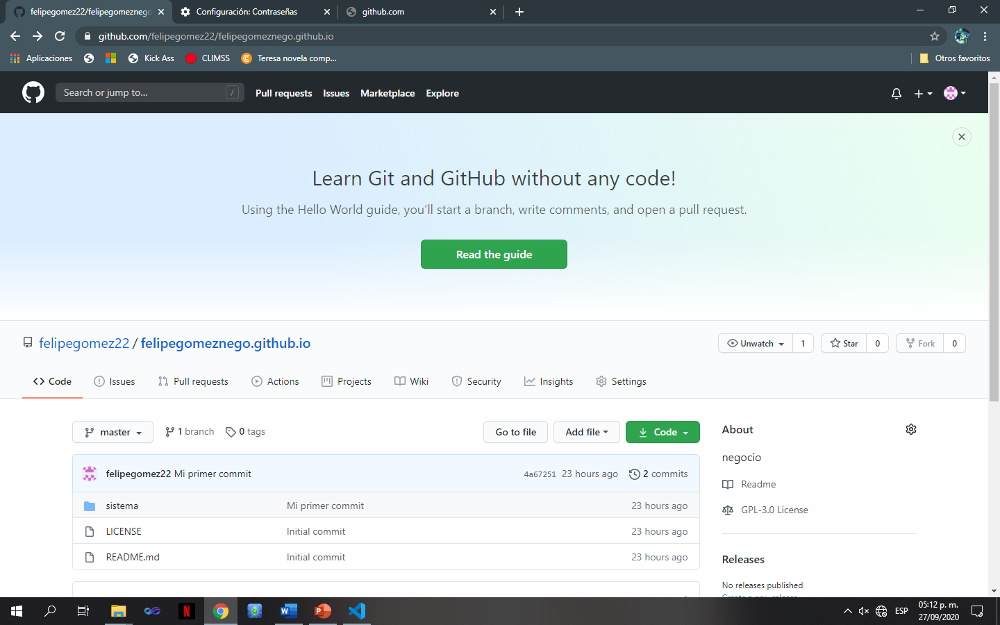 felipegomez22/felipegomeznego
Configuración: Contraseñas
github.com
github.com/felipegomez22/felipegomeznego.github.io
Aplicaciones
Kick Ass
CLIMSS
Teresa novela comp...
Otros favoritos
Search or jump to... /
Pull requests Issues Marketplace Explore
Learn Git and GitHub without any code!
Using the Hello World guide, you’ll start a branch, write comments, and open a pull request.
Read the guide
felipegomez22 / felipegomeznego.github.io
Unwatch 1 Star 0 Fork 0
Code Issues Pull requests Actions Projects Wiki Security Insights Settings
master 1 branch 0 tags Go to file Add file Code
felipegomez22 Mi primer commit 4a67251 23 hours ago 2 commits
sistema Mi primer commit 23 hours ago
LICENSE Initial commit 23 hours ago
README.md Initial commit 23 hours ago
About
negocio
Readme
GPL-3.0 License
Releases
No releases published
Create a new release
ESP
05:12 p. m.
27/09/2020